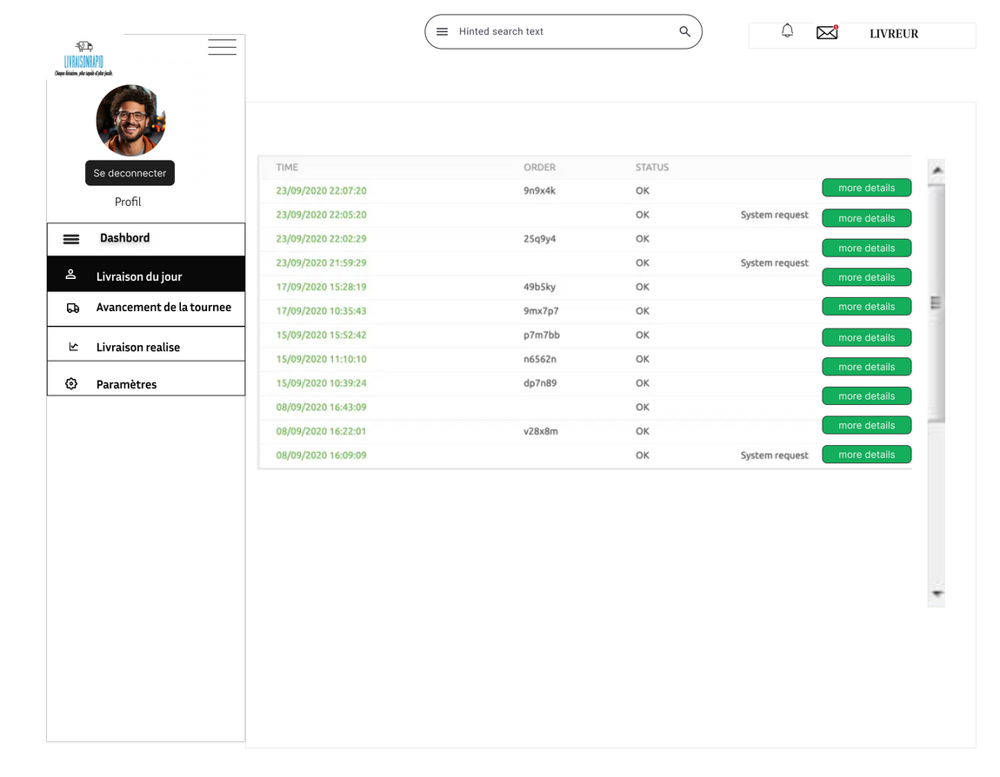 Hinted search text
LIVREUR
LIVRAISONRAPID
Chaque livraison, plus rapide et plus facile.
Se deconnecter
Profil
Dashbord
Livraison du jour
Avancement de la tournee
Livraison realise
Paramètres
TIME ORDER STATUS
23/09/2020 22:07:20 9n9x4k OK more details
23/09/2020 22:05:20 OK System request more details
23/09/2020 22:02:29 25q9y4 OK more details
23/09/2020 21:59:29 OK System request more details
17/09/2020 15:28:19 49b5ky OK more details
17/09/2020 10:35:43 9mx7p7 OK more details
15/09/2020 15:52:42 p7m7bb OK more details
15/09/2020 11:10:10 n6562n OK more details
15/09/2020 10:39:24 dp7n89 OK more details
08/09/2020 16:43:09 OK
08/09/2020 16:22:01 v28x8m OK
08/09/2020 16:09:09 OK System request more details